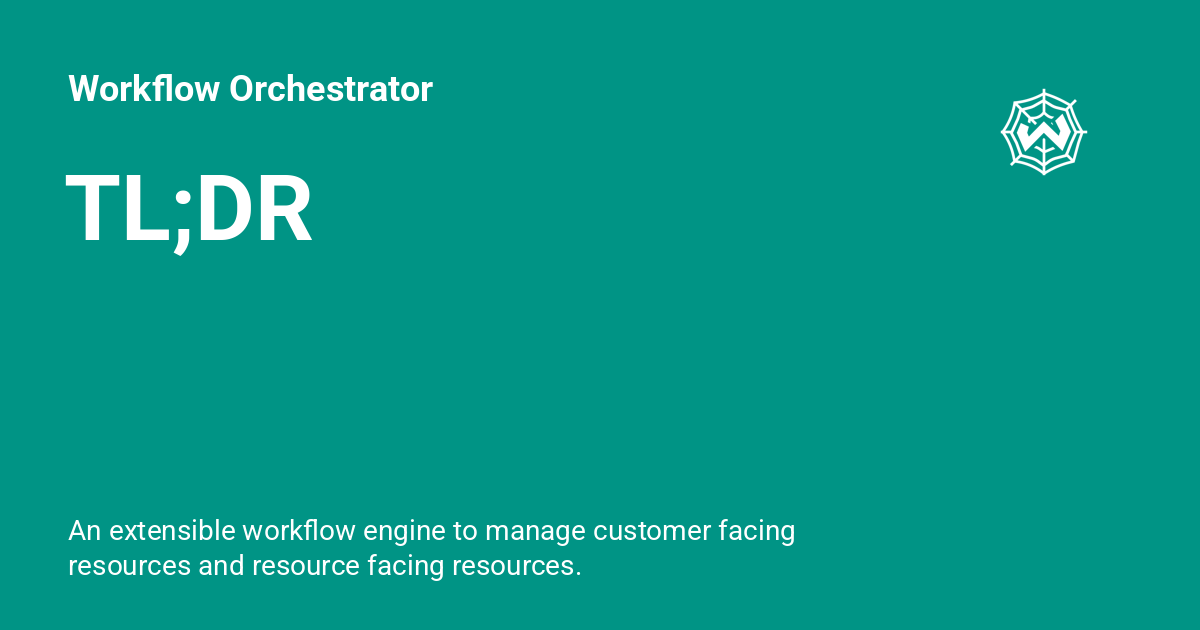 Workflow Orchestrator
TL;DR
An extensible workflow engine to manage customer facing
resources and resource facing resources.